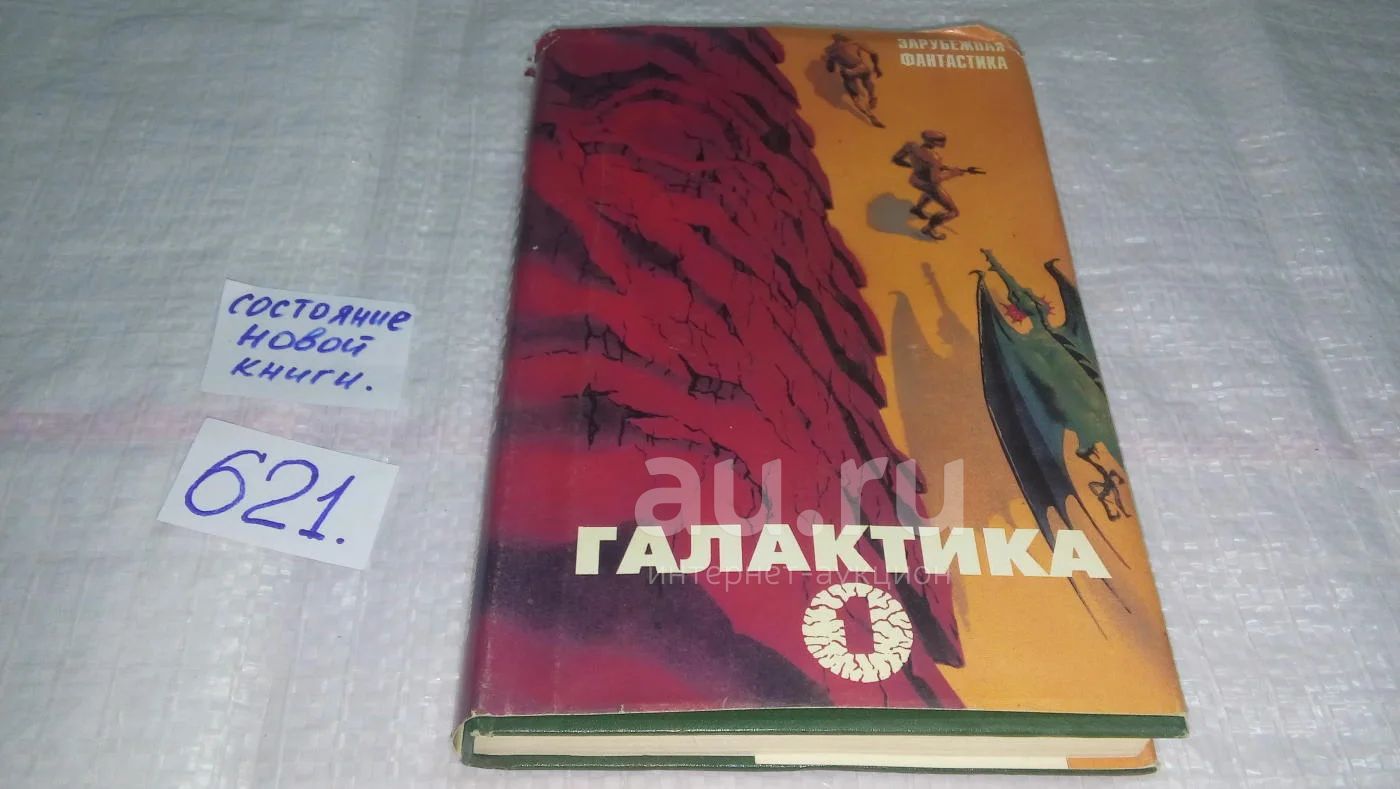 ЗАРУБЕЖНАЯ
ФАНТАСТИКА
СОСТОЯНИЕ
НОВОЙ
КНИГИ.
621.
au.ru
ГАЛАКТИКА
интернет-аукцион